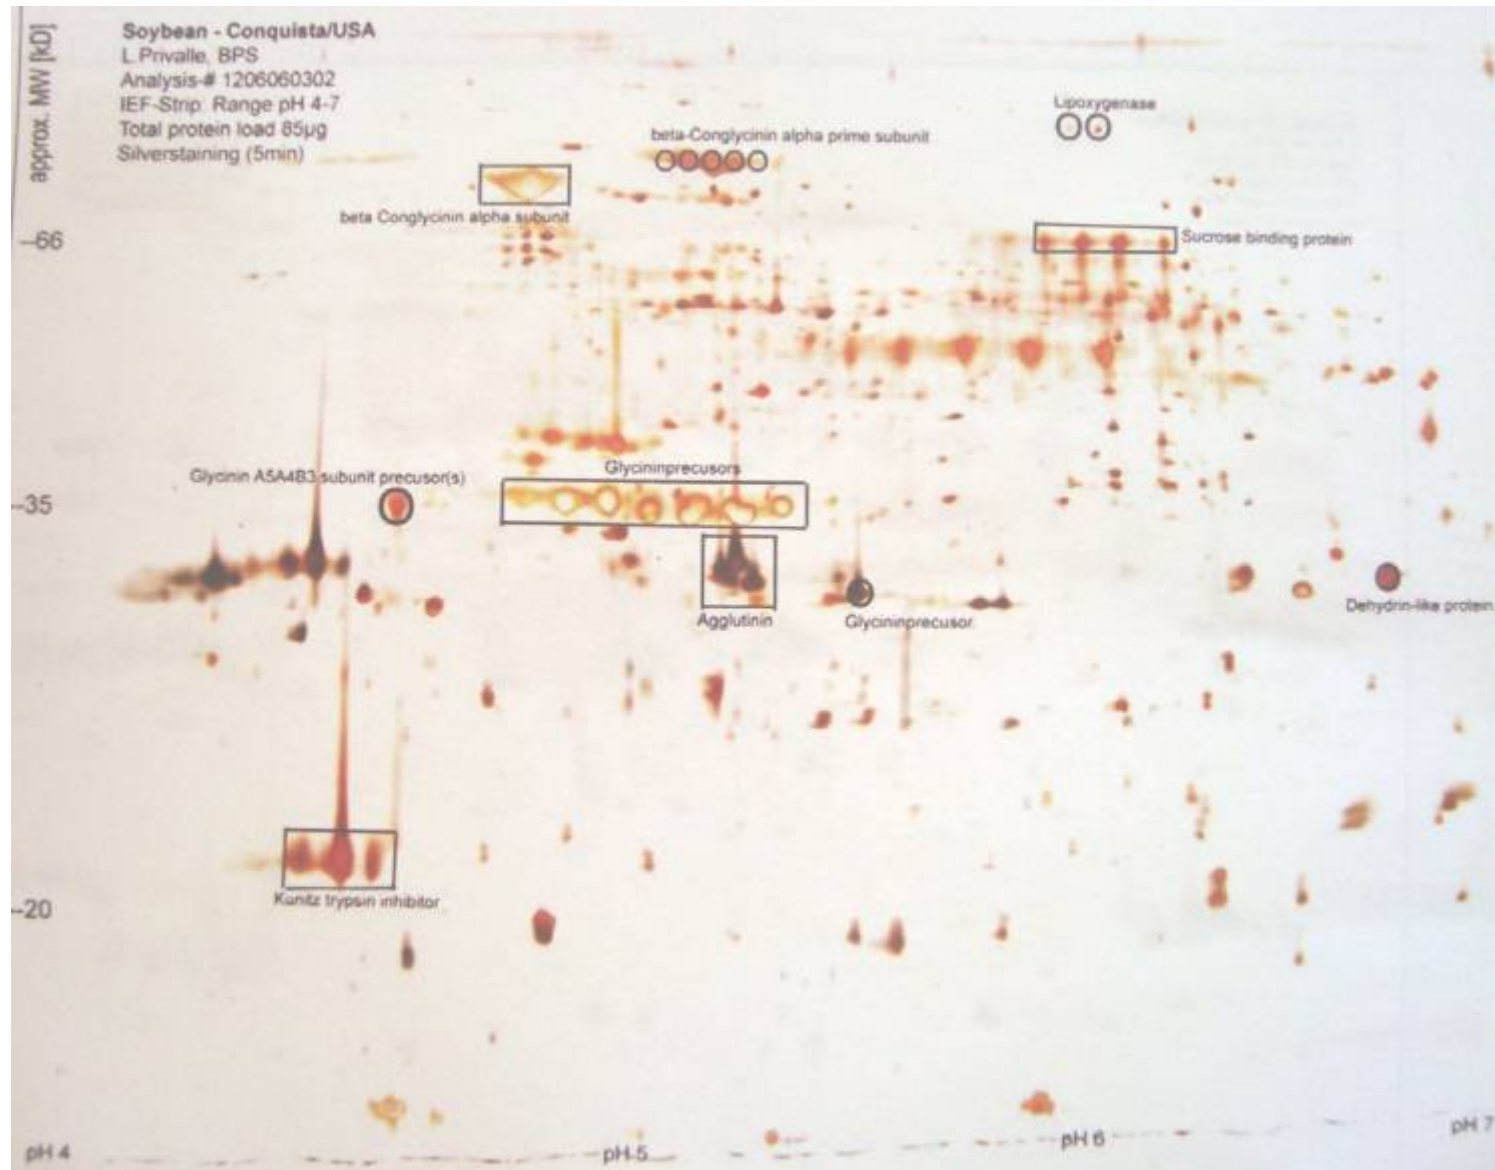 Soybean - Conquista/USA
L.Privalle, BPS
Analysis-# 1206060302
IEF-Strip Range pH 4-7
Total protein load 85µg
Silverstaining (5min)
approx. MW [kD]
Lipoxygenase
beta-Conglycinin alpha prime subunit
beta Conglycinin alpha subunit
--66
Sucrose binding protein
Glycininprecusors
Glycinin A5A4B3 subunit precusor(s)
--35
Dehydrin-like protein
Agglutinin
Glycininprecusor
Kunitz trypsin inhibitor
--20
pH 4
pH 5
pH 6
pH 7